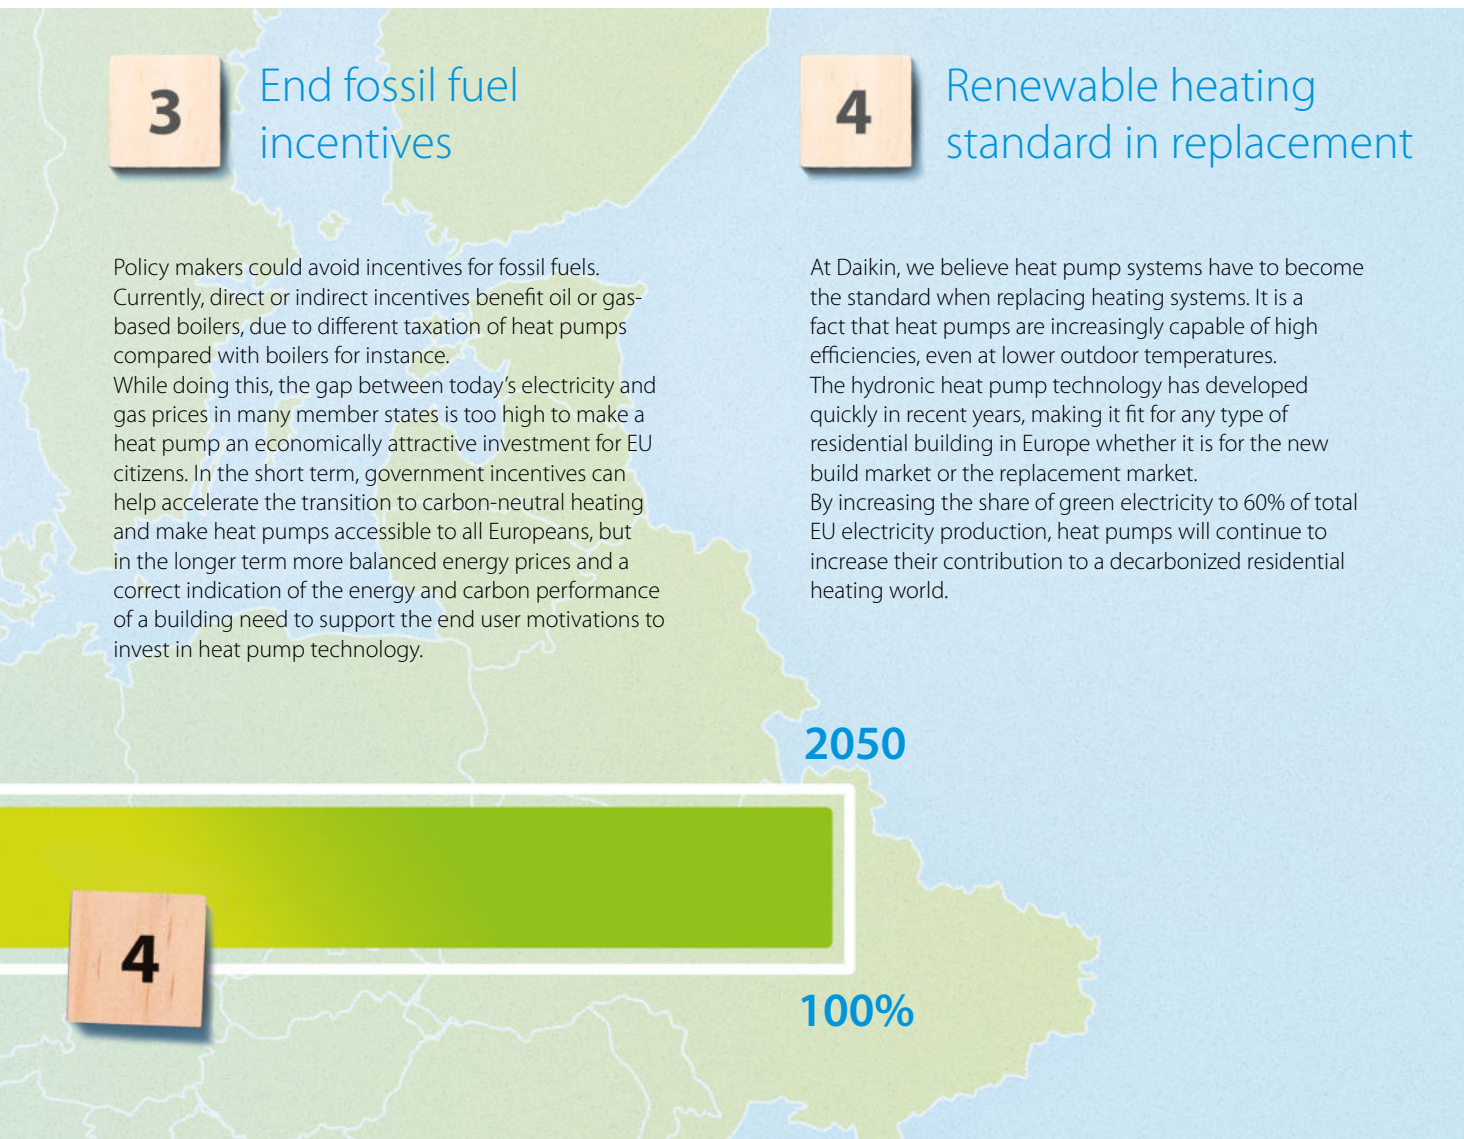 3
End fossil fuel
incentives
Policy makers could avoid incentives for fossil fuels.
Currently, direct or indirect incentives benefit oil or gas-
based boilers, due to different taxation of heat pumps
compared with boilers for instance.
While doing this, the gap between today's electricity and
gas prices in many member states is too high to make a
heat pump an economically attractive investment for EU
citizens. In the short term, government incentives can
help accelerate the transition to carbon-neutral heating
and make heat pumps accessible to all Europeans, but
in the longer term more balanced energy prices and a
correct indication of the energy and carbon performance
of a building need to support the end user motivations to
invest in heat pump technology.
4
Renewable heating
standard in replacement
At Daikin, we believe heat pump systems have to become
the standard when replacing heating systems. It is a
fact that heat pumps are increasingly capable of high
efficiencies, even at lower outdoor temperatures.
The hydronic heat pump technology has developed
quickly in recent years, making it fit for any type of
residential building in Europe whether it is for the new
build market or the replacement market.
By increasing the share of green electricity to 60% of total
EU electricity production, heat pumps will continue to
increase their contribution to a decarbonized residential
heating world.
2050
4
100%